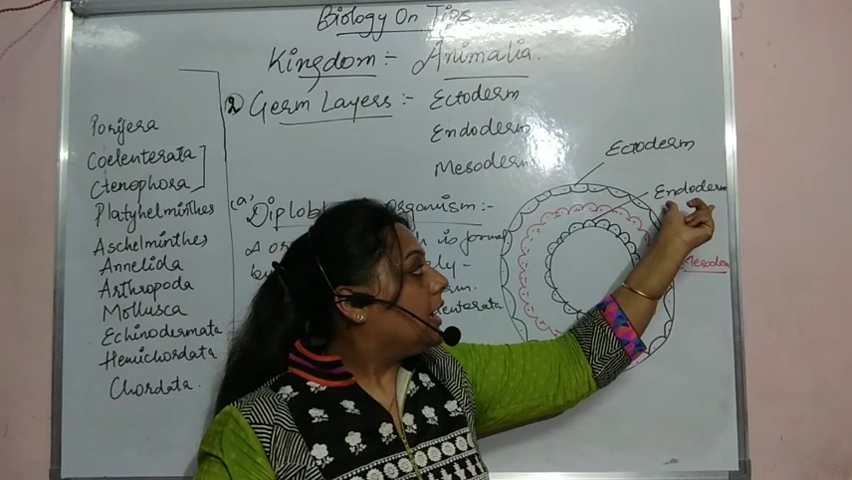 Biology On Tips
Kingdom :- Animalia.
2) Germ Layers :- Ectoderm
Endoderm
Mesoderm
Porifera
Coelenterata
Ctenophora
Platyhelminthes
Aschelminthes
Annelida
Arthropoda
Mollusca
Echinodermata
Hemichordata
Chordata.
(a) Organism :-
is
Ectoderm
Endoderm
Mesoderm